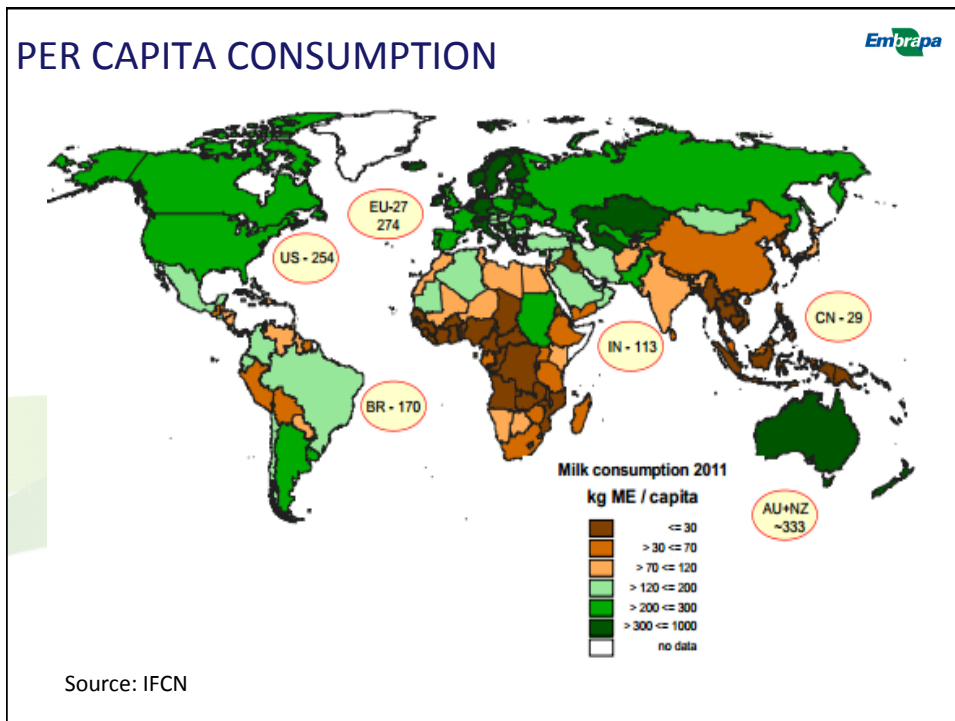 PER CAPITA CONSUMPTION
Embrapa
EU-27
274
US - 254
CN - 29
IN - 113
BR - 170
AU+NZ
~333
Milk consumption 2011
kg ME / capita
<= 30
> 30 <= 70
> 70 <= 120
> 120 <= 200
> 200 <= 300
> 300 <= 1000
no data
Source: IFCN